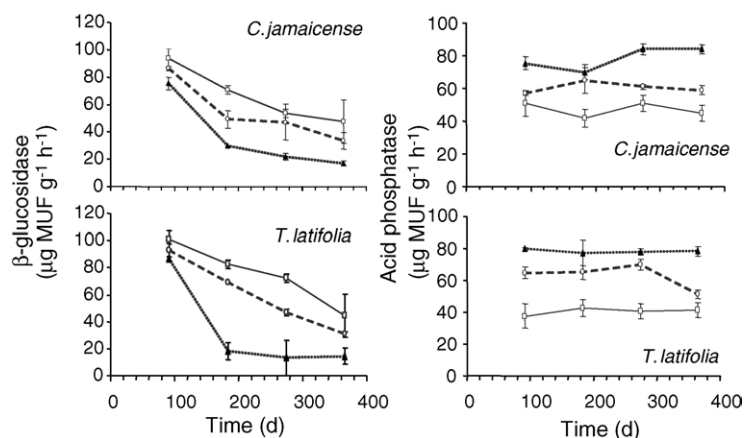 120
100
80
60
40
20
0
C. jamaicense
100
80
60
40
20
0
C. jamaicense
β-glucosidase
(µg MUF g⁻¹ h⁻¹)
Acid phosphatase
(µg MUF g⁻¹ h⁻¹)
120
100
80
60
40
20
0
T. latifolia
100
80
60
40
20
0
T. latifolia
0 100 200 300 400
Time (d)
0 100 200 300 400
Time (d)